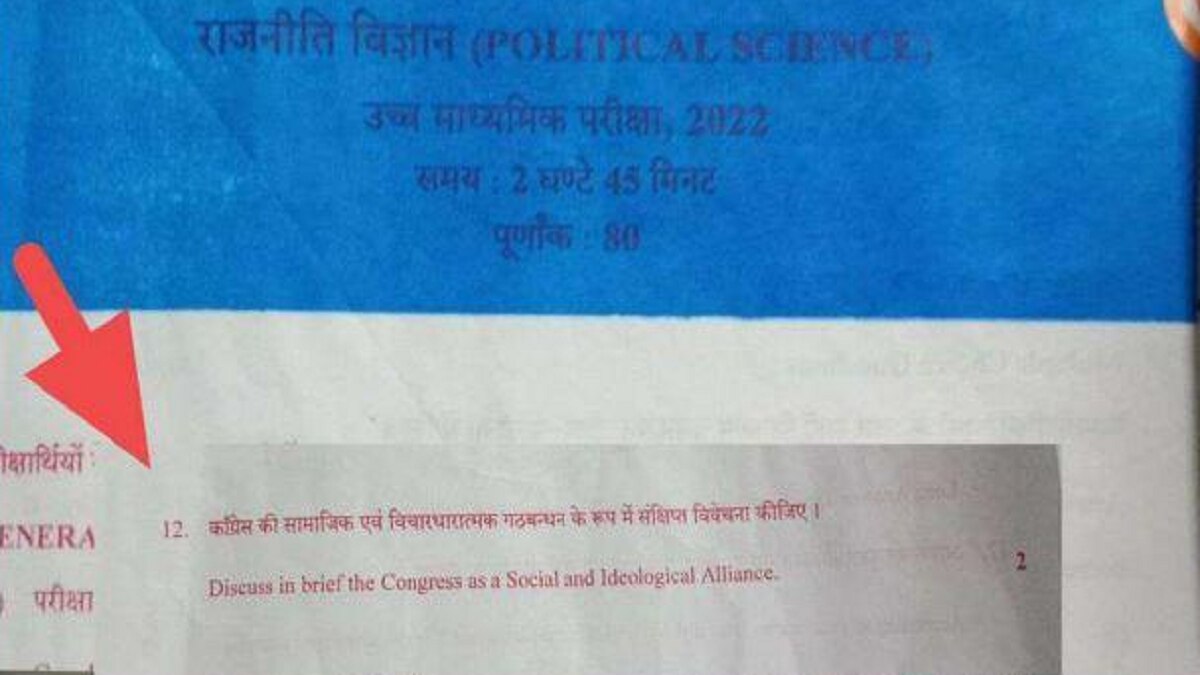 राजनीति विज्ञान (POLITICAL SCIENCE)
उच्च माध्यमिक परीक्षा, 2022
समय : 2 घण्टे 45 मिनट
पूर्णांक : 80
क्षार्थियों
ENERA
परीक्षा
12. काँग्रेस की सामाजिक एवं विचारधारात्मक गठबन्धन के रूप में संक्षिप्त विवेचना कीजिए ।
Discuss in brief the Congress as a Social and Ideological Alliance.
2